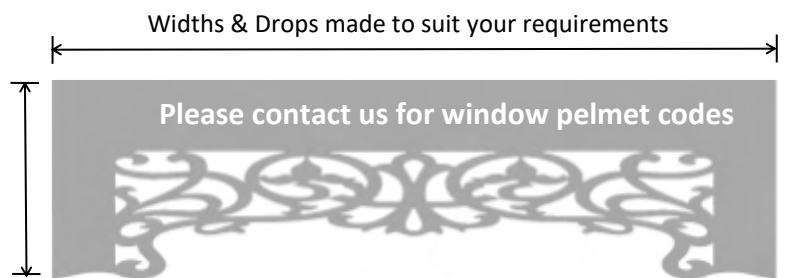 Widths & Drops made to suit your requirements
Please contact us for window pelmet codes